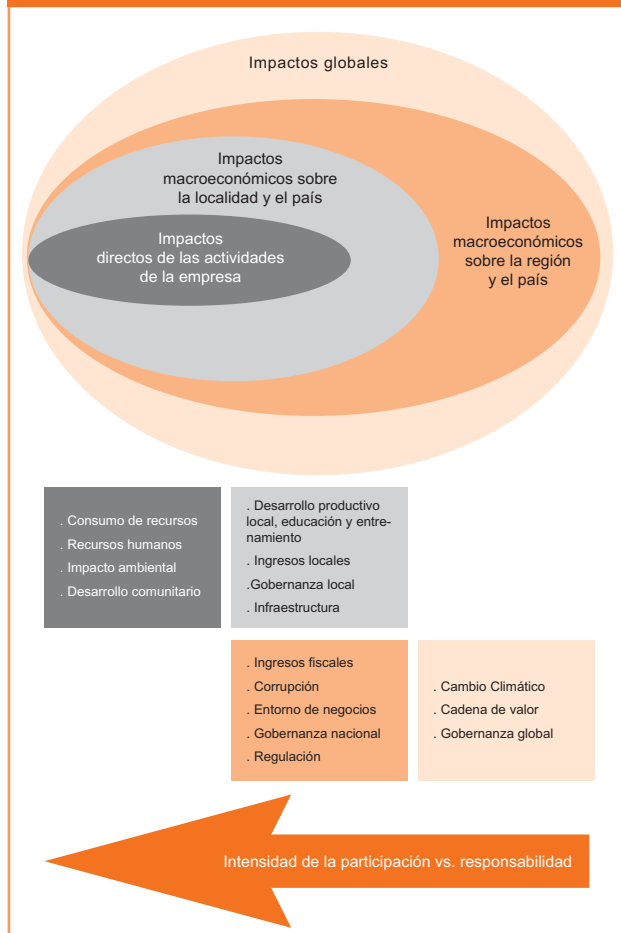 Impactos globales
Impactos
macroeconómicos sobre
la localidad y el país
Impactos
directos de las actividades
de la empresa
Impactos
macroeconómicos
sobre la región
y el país
. Consumo de recursos
. Recursos humanos
. Impacto ambiental
. Desarrollo comunitario
. Desarrollo productivo
local, educación y entre-
namiento
. Ingresos locales
.Gobernanza local
. Infraestructura
. Ingresos fiscales
. Corrupción
. Entorno de negocios
. Gobernanza nacional
. Regulación
. Cambio Climático
. Cadena de valor
. Gobernanza global
Intensidad de la participación vs. responsabilidad